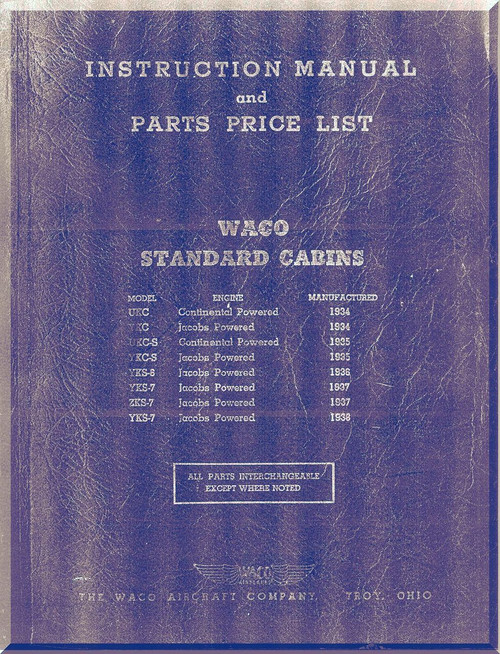 INSTRUCTION MANUAL
and
PARTS PRICE LIST
WACO
STANDARD CABINS
MODEL ENGINE MANUFACTURED
UKC Continental Powered 1934
YKC Jacobs Powered 1934
UKC-S Continental Powered 1935
YKC-S Jacobs Powered 1935
YKS-6 Jacobs Powered 1936
YKS-7 Jacobs Powered 1937
ZKS-7 Jacobs Powered 1937
YKS-7 Jacobs Powered 1938
ALL PARTS INTERCHANGEABLE
EXCEPT WHERE NOTED
WACO
AIRPLANES
THE WACO AIRCRAFT COMPANY, TROY, OHIO